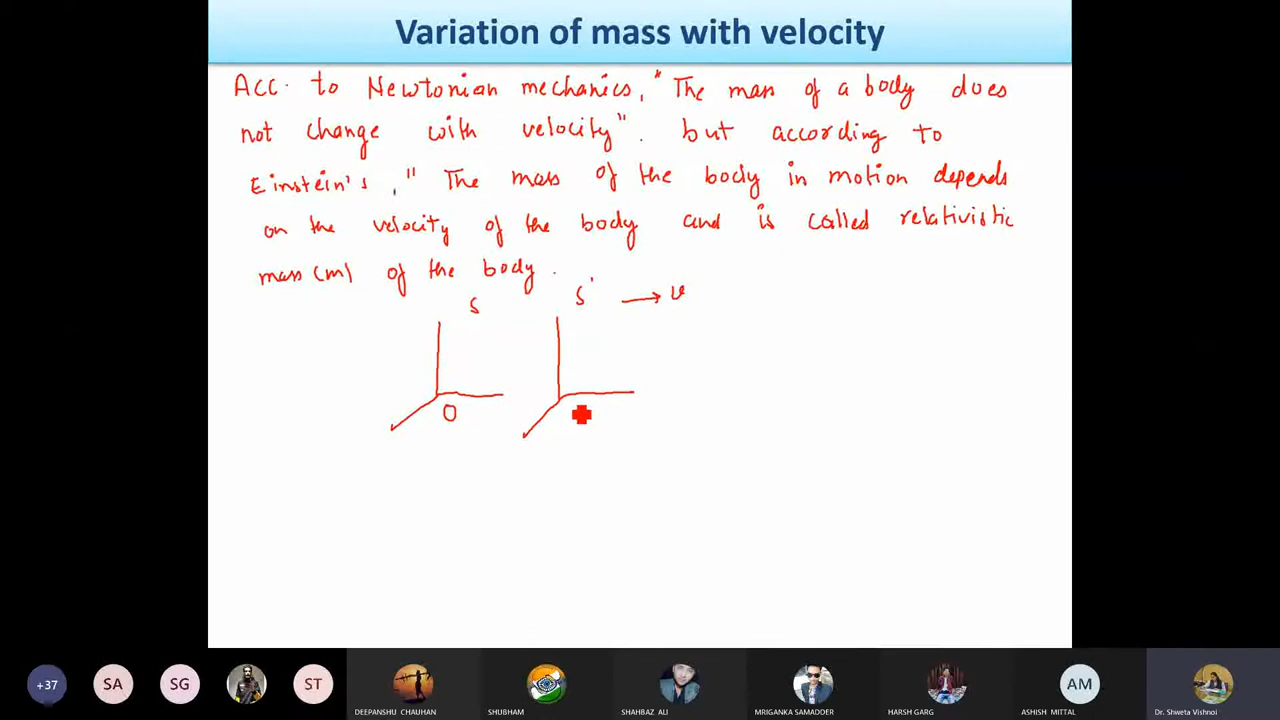 Variation of mass with velocity
Acc. to Newtonian mechanics, "The mass of a body does
not change with velocity". but according to
Einstein's, "The mass of the body in motion depends
on the velocity of the body and is called relativistic
mass (m) of the body.
S S' → v
O
+37 SA SG ST DEEPANSHU CHAUHAN SHUBHAM SHAHBAZ ALI MRIGANKA SAMADDER HARSH GARG AM ASHISH MITTAL Dr. Shweta Vishnoi